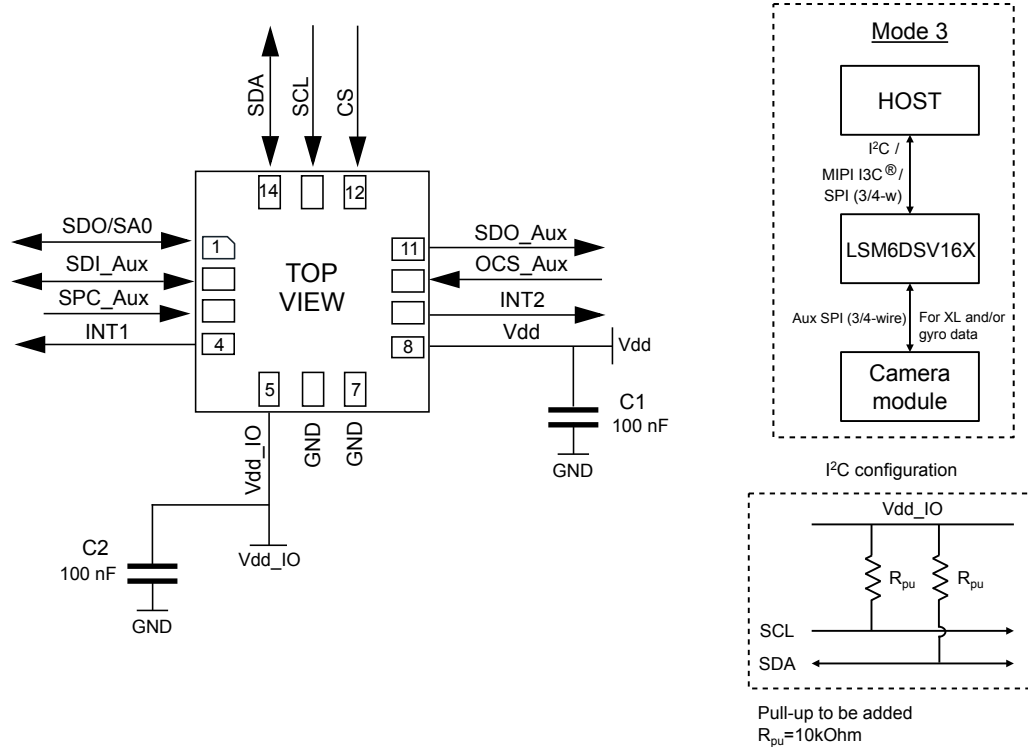 SDA
SCL
CS
14
12
SDO/SA0
SDI_Aux
SPC_Aux
INT1
1
4
TOP
VIEW
11
8
SDO_Aux
OCS_Aux
INT2
Vdd
Vdd
5
7
Vdd_IO
GND
GND
C1
100 nF
GND
C2
100 nF
GND
Vdd_IO
Mode 3
HOST
I²C /
MIPI I3C®/
SPI (3/4-w)
LSM6DSV16X
Aux SPI (3/4-wire)
For XL and/or
gyro data
Camera
module
I²C configuration
Vdd_IO
Rpu
Rpu
SCL
SDA
Pull-up to be added
Rpu=10kOhm